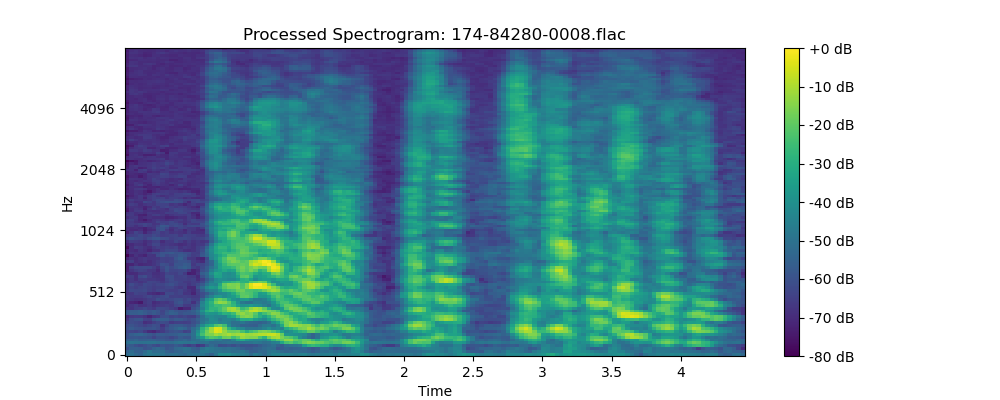 Processed Spectrogram: 174-84280-0008.flac
Hz
4096
2048
1024
512
0
0 0.5 1 1.5 2 2.5 3 3.5 4
Time
+0 dB
-10 dB
-20 dB
-30 dB
-40 dB
-50 dB
-60 dB
-70 dB
-80 dB